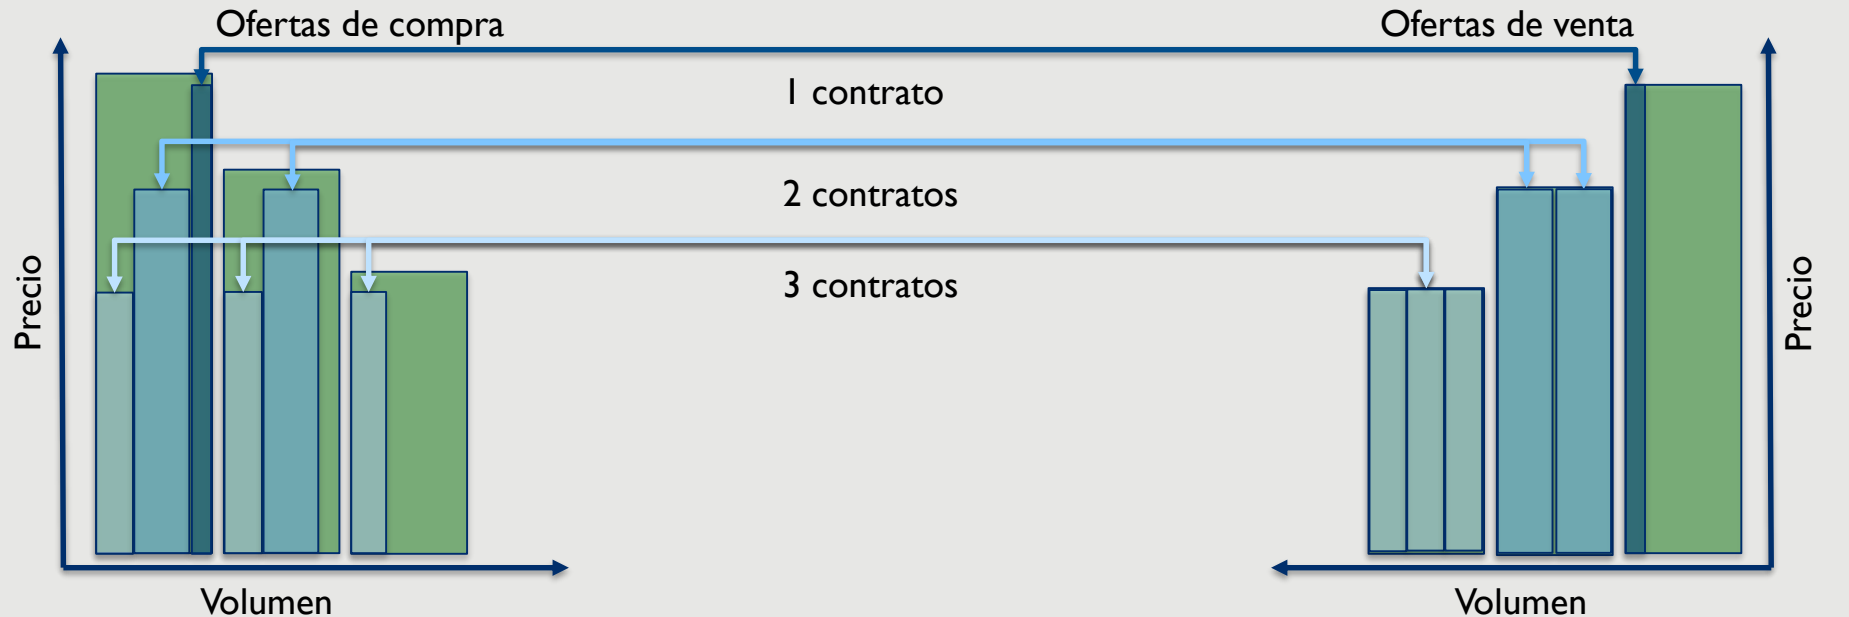 Ofertas de compra
Ofertas de venta
1 contrato
2 contratos
3 contratos
Precio
Precio
Volumen
Volumen